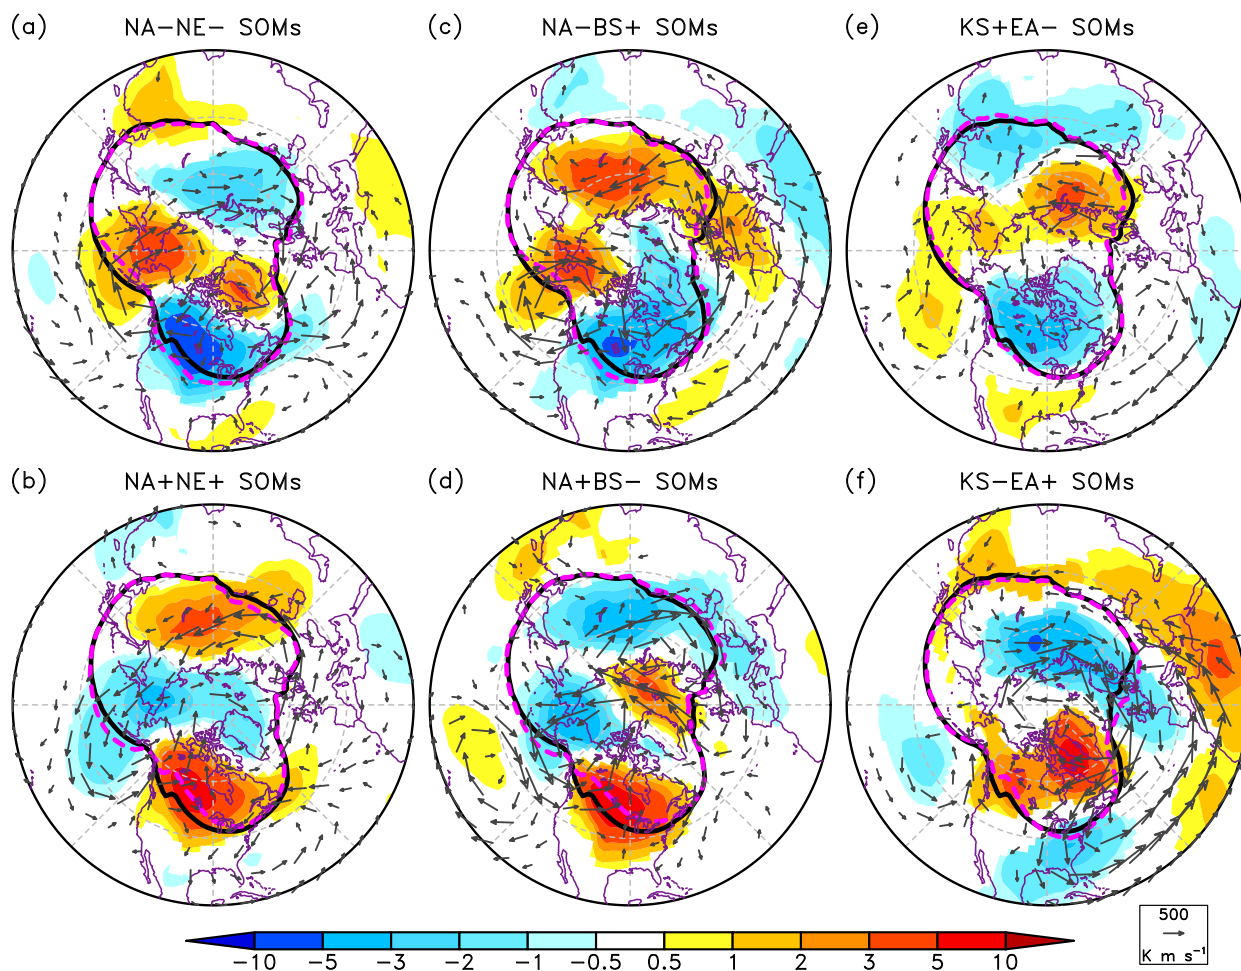 (a) NA−NE− SOMs
(c) NA−BS+ SOMs
(e) KS+EA− SOMs
(b) NA+NE+ SOMs
(d) NA+BS− SOMs
(f) KS−EA+ SOMs
500
K m s⁻¹
−10 −5 −3 −2 −1 −0.5 0.5 1 2 3 5 10